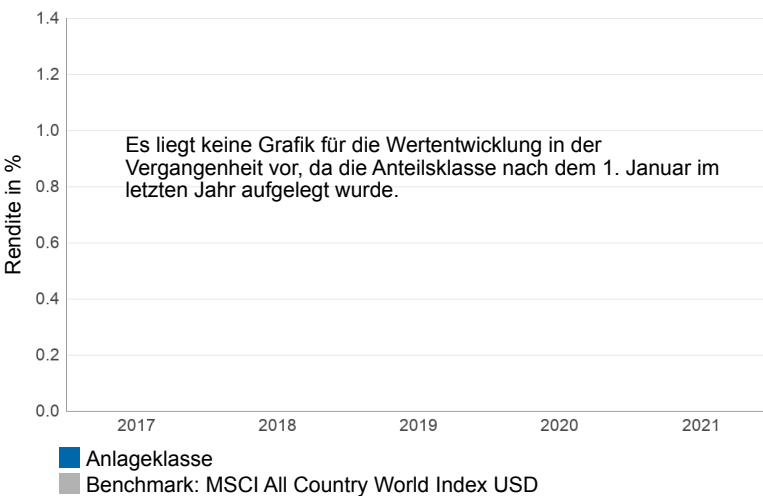 1.4
1.2
1.0
0.8
0.6
0.4
0.2
0.0
Rendite in %
Es liegt keine Grafik für die Wertentwicklung in der
Vergangenheit vor, da die Anteilsklasse nach dem 1. Januar im
letzten Jahr aufgelegt wurde.
2017 2018 2019 2020 2021
Anlageklasse
Benchmark: MSCI All Country World Index USD